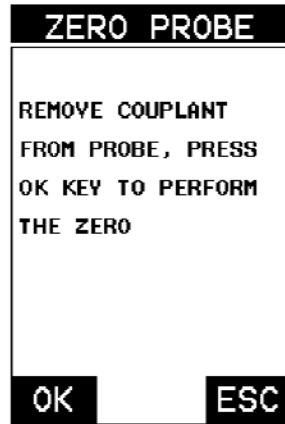 ZERO PROBE
REMOVE COUPLANT
FROM PROBE, PRESS
OK KEY TO PERFORM
THE ZERO
OK ESC